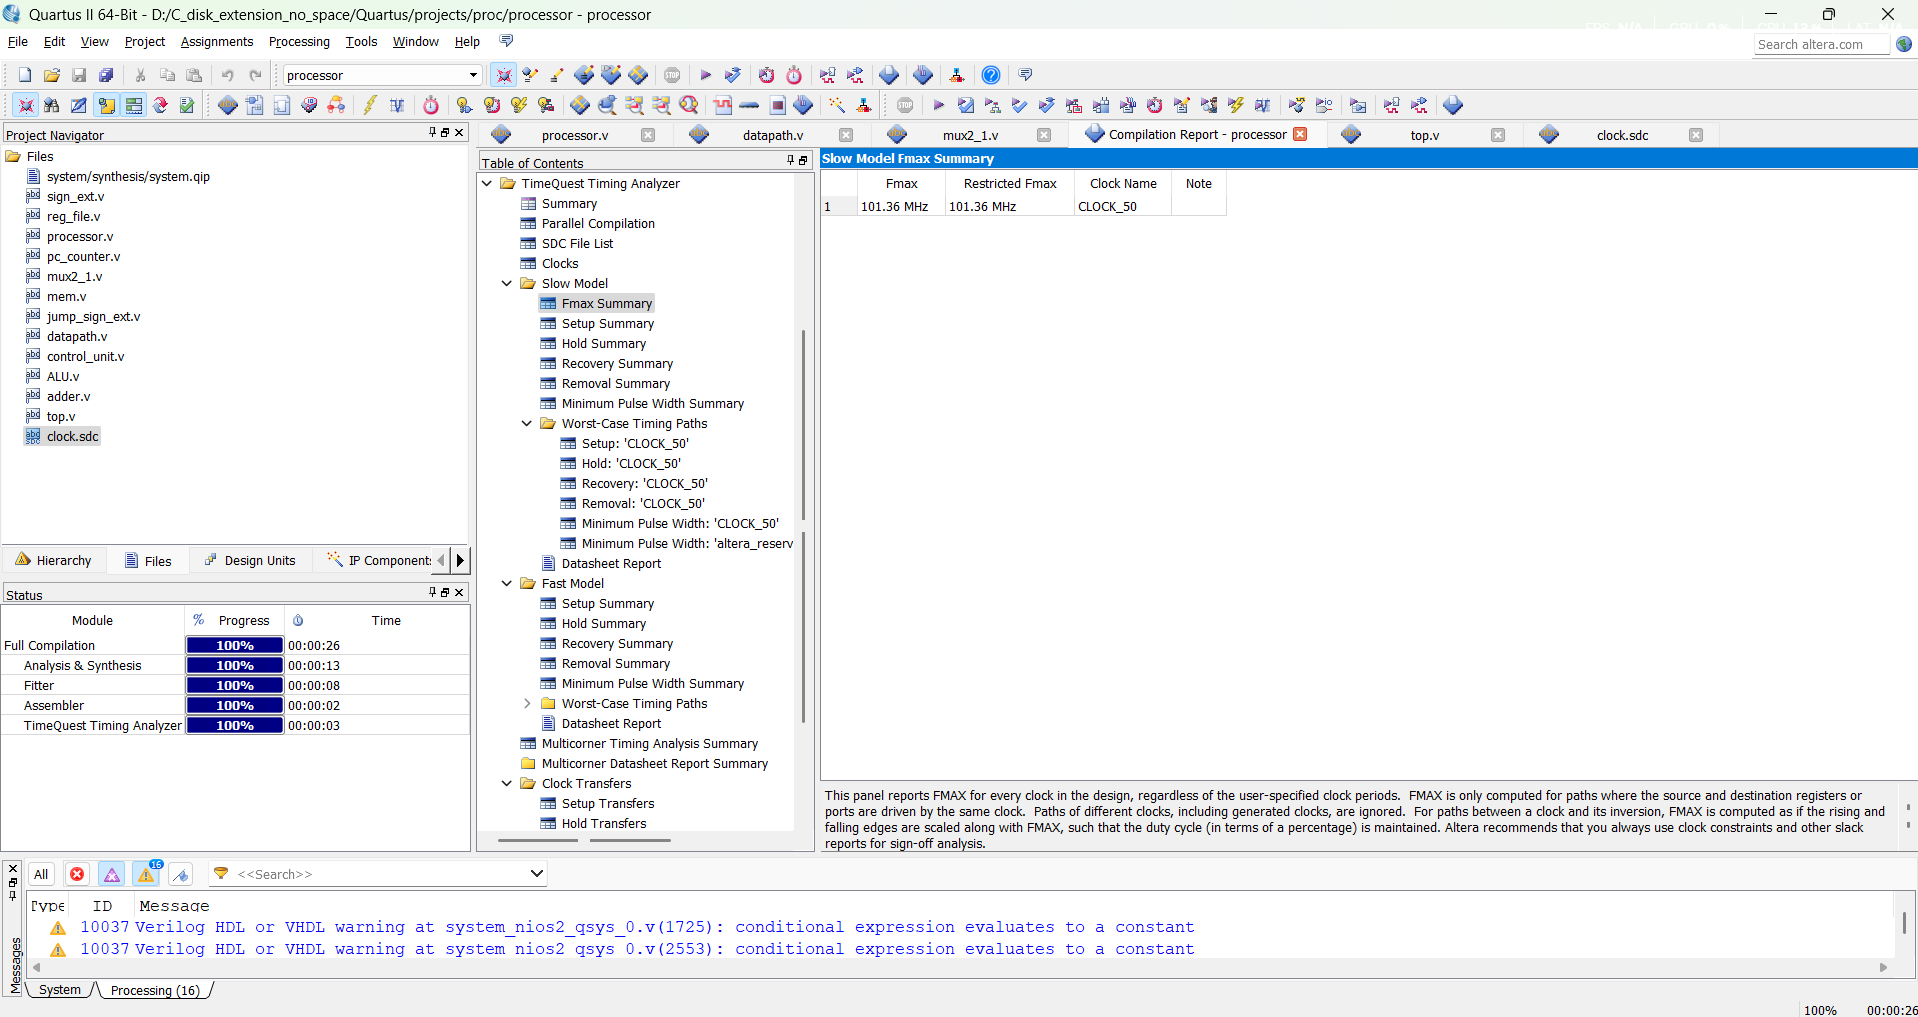 Quartus II 64-Bit - D:/C_disk_extension_no_space/Quartus/projects/proc/processor - processor
File Edit View Project Assignments Processing Tools Window Help
Search altera.com
processor
STOP
STOP
Project Navigator
Files
system/synthesis/system.qip
sign_ext.v
reg_file.v
processor.v
pc_counter.v
mux2_1.v
mem.v
jump_sign_ext.v
datapath.v
control_unit.v
ALU.v
adder.v
top.v
clock.sdc
Hierarchy Files Design Units IP Components
Status
Module % Progress Time
Full Compilation 100% 00:00:26
Analysis & Synthesis 100% 00:00:13
Fitter 100% 00:00:08
Assembler 100% 00:00:02
TimeQuest Timing Analyzer 100% 00:00:03
processor.v datapath.v mux2_1.v Compilation Report - processor top.v clock.sdc
Table of Contents
TimeQuest Timing Analyzer
Summary
Parallel Compilation
SDC File List
Clocks
Slow Model
Fmax Summary
Setup Summary
Hold Summary
Recovery Summary
Removal Summary
Minimum Pulse Width Summary
Worst-Case Timing Paths
Setup: 'CLOCK_50'
Hold: 'CLOCK_50'
Recovery: 'CLOCK_50'
Removal: 'CLOCK_50'
Minimum Pulse Width: 'CLOCK_50'
Minimum Pulse Width: 'altera_reserv
Datasheet Report
Fast Model
Setup Summary
Hold Summary
Recovery Summary
Removal Summary
Minimum Pulse Width Summary
Worst-Case Timing Paths
Datasheet Report
Multicorner Timing Analysis Summary
Multicorner Datasheet Report Summary
Clock Transfers
Setup Transfers
Hold Transfers
Slow Model Fmax Summary
Fmax Restricted Fmax Clock Name Note
1 101.36 MHz 101.36 MHz CLOCK_50
This panel reports FMAX for every clock in the design, regardless of the user-specified clock periods. FMAX is only computed for paths where the source and destination registers or
ports are driven by the same clock. Paths of different clocks, including generated clocks, are ignored. For paths between a clock and its inversion, FMAX is computed as if the rising and
falling edges are scaled along with FMAX, such that the duty cycle (in terms of a percentage) is maintained. Altera recommends that you always use clock constraints and other slack
reports for sign-off analysis.
All 16 <<Search>>
Type ID Message
10037 Verilog HDL or VHDL warning at system_nios2_qsys_0.v(1725): conditional expression evaluates to a constant
10037 Verilog HDL or VHDL warning at system_nios2_qsys_0.v(2553): conditional expression evaluates to a constant
Messages
System Processing (16)
100% 00:00:26